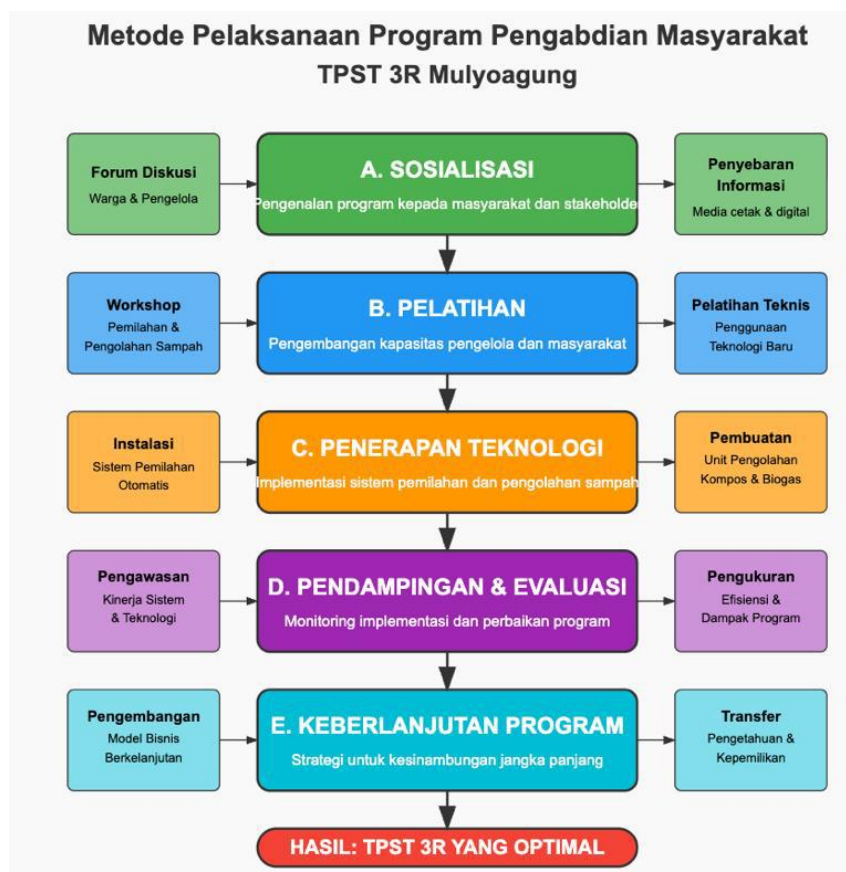 Metode Pelaksanaan Program Pengabdian Masyarakat
TPST 3R Mulyoagung
Forum Diskusi
Warga & Pengelola
A. SOSIALISASI
Pengenalan program kepada masyarakat dan stakeholde
Penyebaran
Informasi
Media cetak & digital
Workshop
Pemilahan &
Pengolahan Sampah
B. PELATIHAN
Pengembangan kapasitas pengelola dan masyarakat
Pelatihan Teknis
Penggunaan
Teknologi Baru
Instalasi
Sistem Pemilahan
Otomatis
C. PENERAPAN TEKNOLOGI
Implementasi sistem pemilahan dan pengolahan sampah
Pembuatan
Unit Pengolahan
Kompos & Biogas
Pengawasan
Kinerja Sistem
& Teknologi
D. PENDAMPINGAN & EVALUASI
Monitoring implementasi dan perbaikan program
Pengukuran
Efisiensi &
Dampak Program
Pengembangan
Model Bisnis
Berkelanjutan
E. KEBERLANJUTAN PROGRAM
Strategi untuk kesinambungan jangka panjang
Transfer
Pengetahuan &
Kepemilikan
HASIL: TPST 3R YANG OPTIMAL